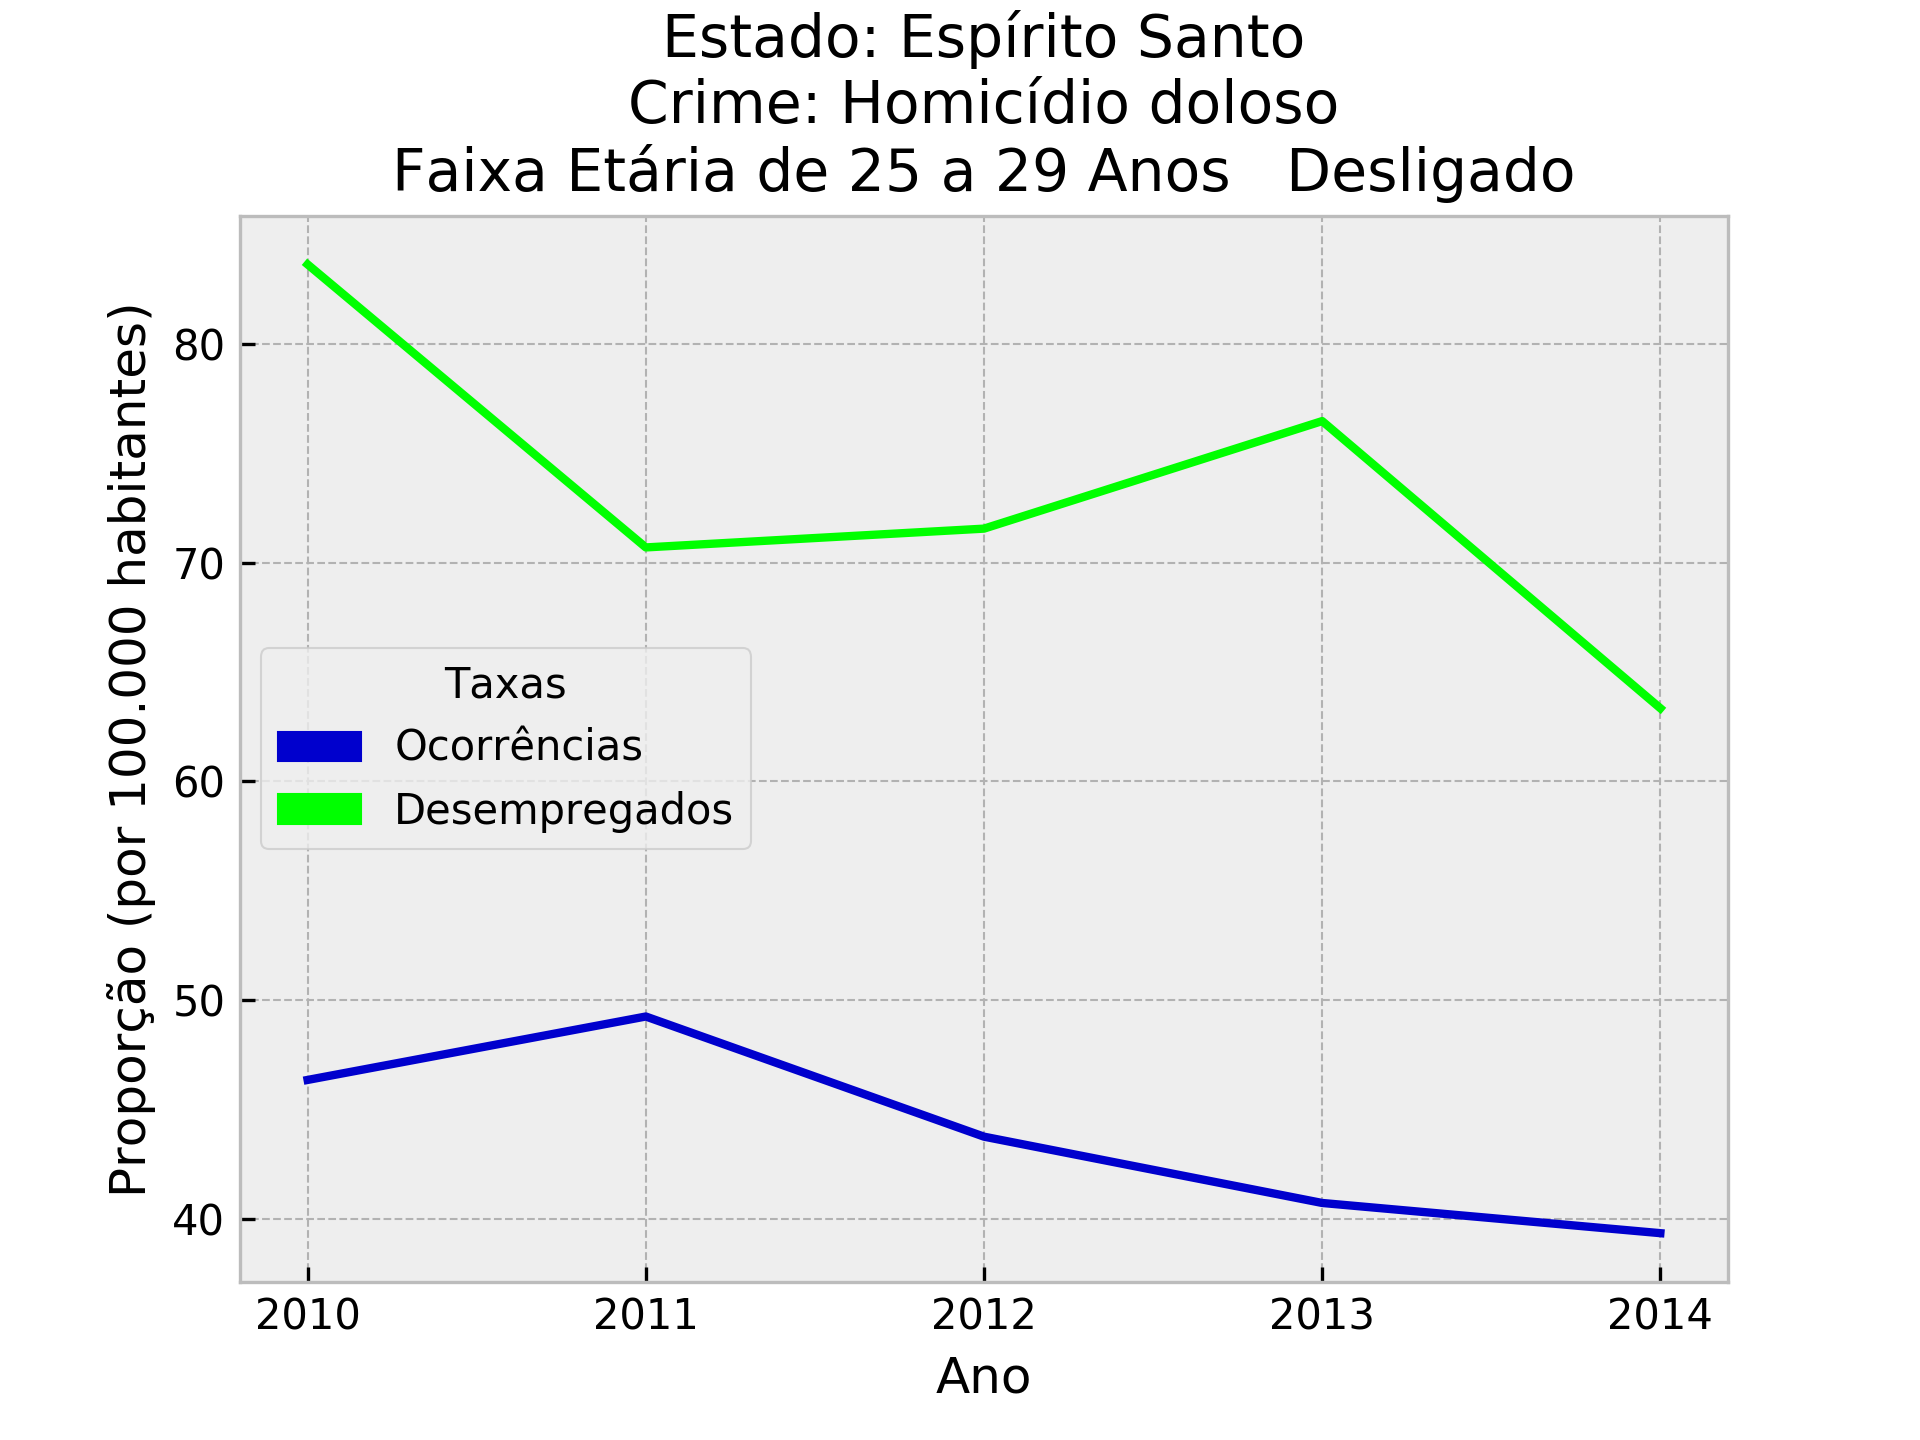 Estado: Espírito Santo
Crime: Homicídio doloso
Faixa Etária de 25 a 29 Anos   Desligado
Proporção (por 100.000 habitantes)
80
70
60
50
40
Taxas
Ocorrências
Desempregados
2010 2011 2012 2013 2014
Ano